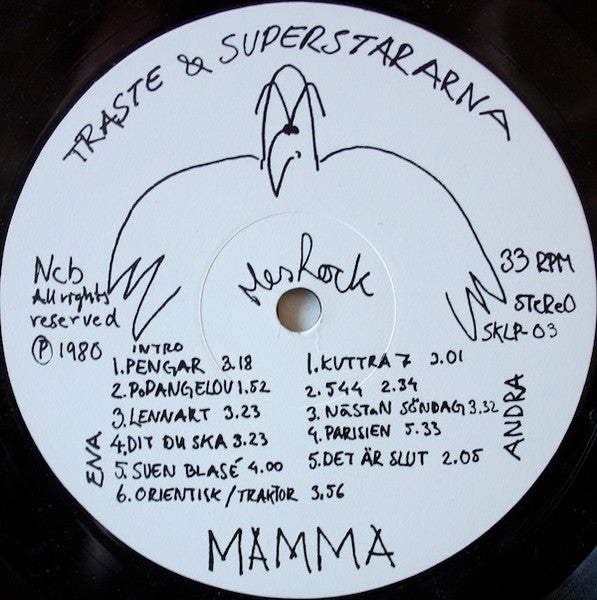 TRASTE & SUPERSTARARNA
Ncb
All rights
reserved
Ⓟ 1980
33 RPM
STEREO
SKLP-03
INTRO
1. PENGAR 3.18
2. POPANGELOV 1.52
3. LENNART 3.23
4. DIT DU SKA 3.23
5. SVEN BLASÉ 4.00
6. ORIENTISK / TRAKTOR 3.56
ENA
1. KUTTRA 7 3.01
2. 544 2.34
3. NÄSTAN SÖNDAG 3.32
4. PARISIEN 5.33
5. DET ÄR SLUT 2.05
ANDRA
MAMMA